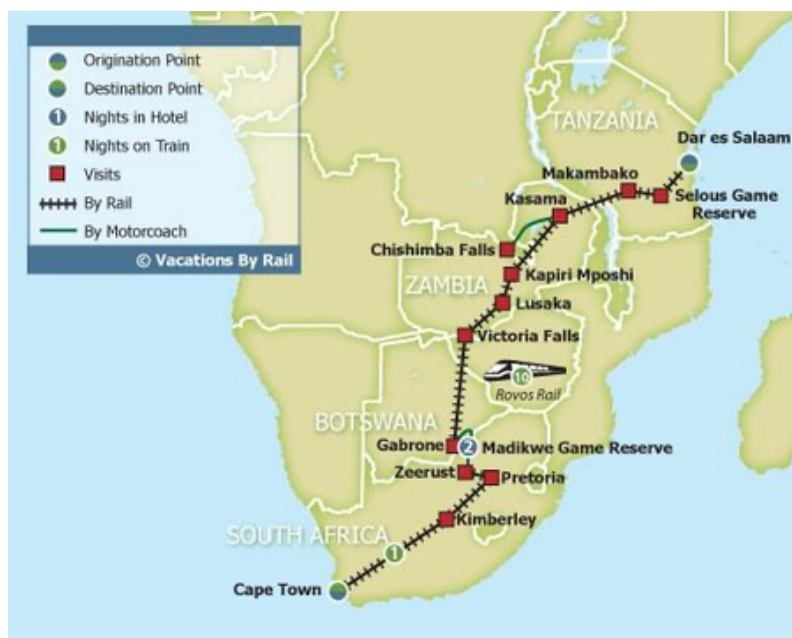 Origination Point
Destination Point
1 Nights in Hotel
1 Nights on Train
Visits
By Rail
By Motorcoach
© Vacations By Rail
TANZANIA
Dar es Salaam
Makambako
Kasama
Selous Game
Reserve
Chishimba Falls
Kapiri Mposhi
ZAMBIA
Lusaka
Victoria Falls
10
Rovos Rail
BOTSWANA
Gabrone
2
Madikwe Game Reserve
Zeerust
Pretoria
Kimberley
SOUTH AFRICA
1
Cape Town